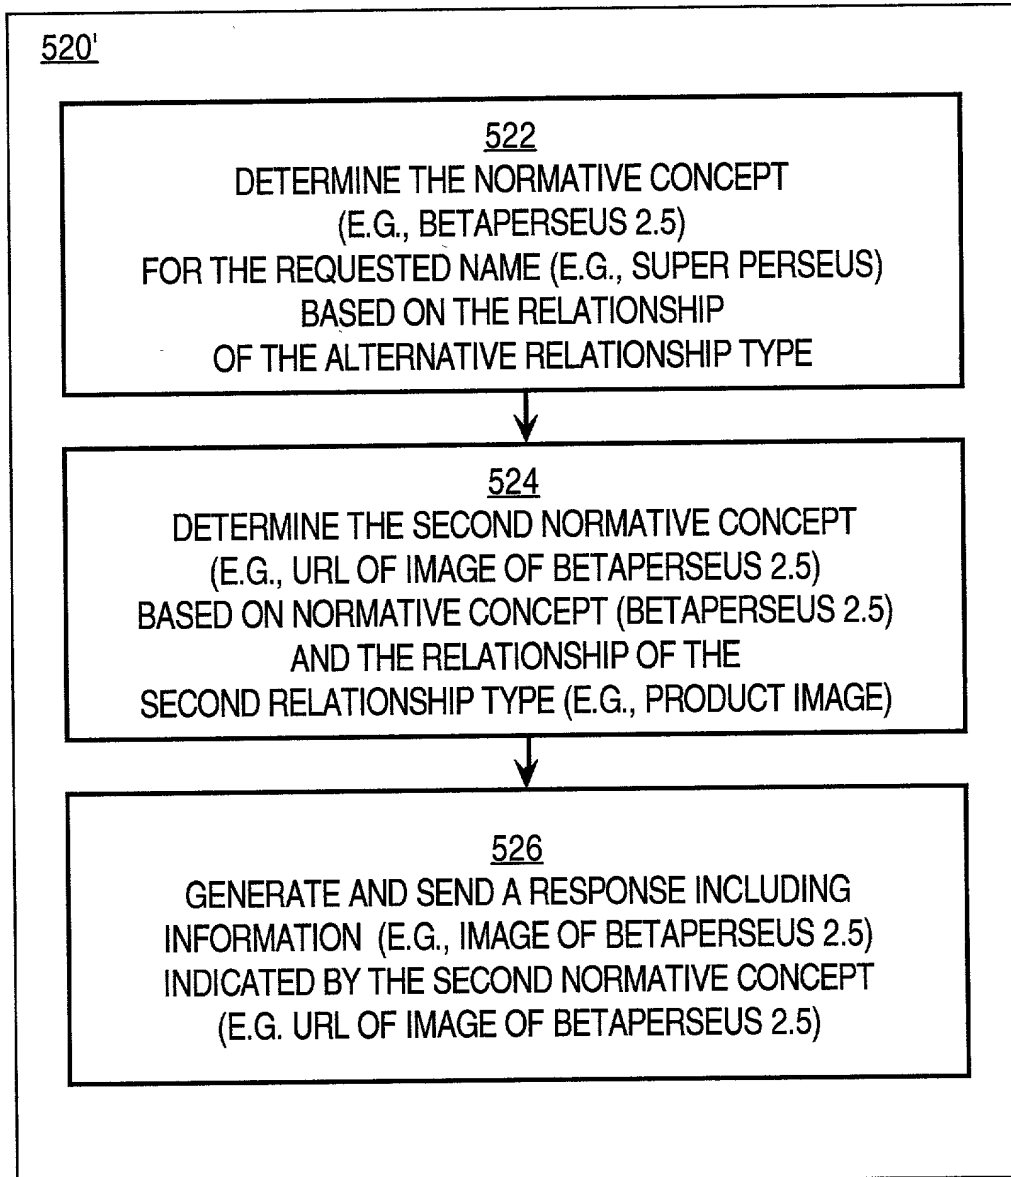 520'
522
DETERMINE THE NORMATIVE CONCEPT
(E.G., BETAPERSEUS 2.5)
FOR THE REQUESTED NAME (E.G., SUPER PERSEUS)
BASED ON THE RELATIONSHIP
OF THE ALTERNATIVE RELATIONSHIP TYPE
524
DETERMINE THE SECOND NORMATIVE CONCEPT
(E.G., URL OF IMAGE OF BETAPERSEUS 2.5)
BASED ON NORMATIVE CONCEPT (BETAPERSEUS 2.5)
AND THE RELATIONSHIP OF THE
SECOND RELATIONSHIP TYPE (E.G., PRODUCT IMAGE)
526
GENERATE AND SEND A RESPONSE INCLUDING
INFORMATION (E.G., IMAGE OF BETAPERSEUS 2.5)
INDICATED BY THE SECOND NORMATIVE CONCEPT
(E.G. URL OF IMAGE OF BETAPERSEUS 2.5)